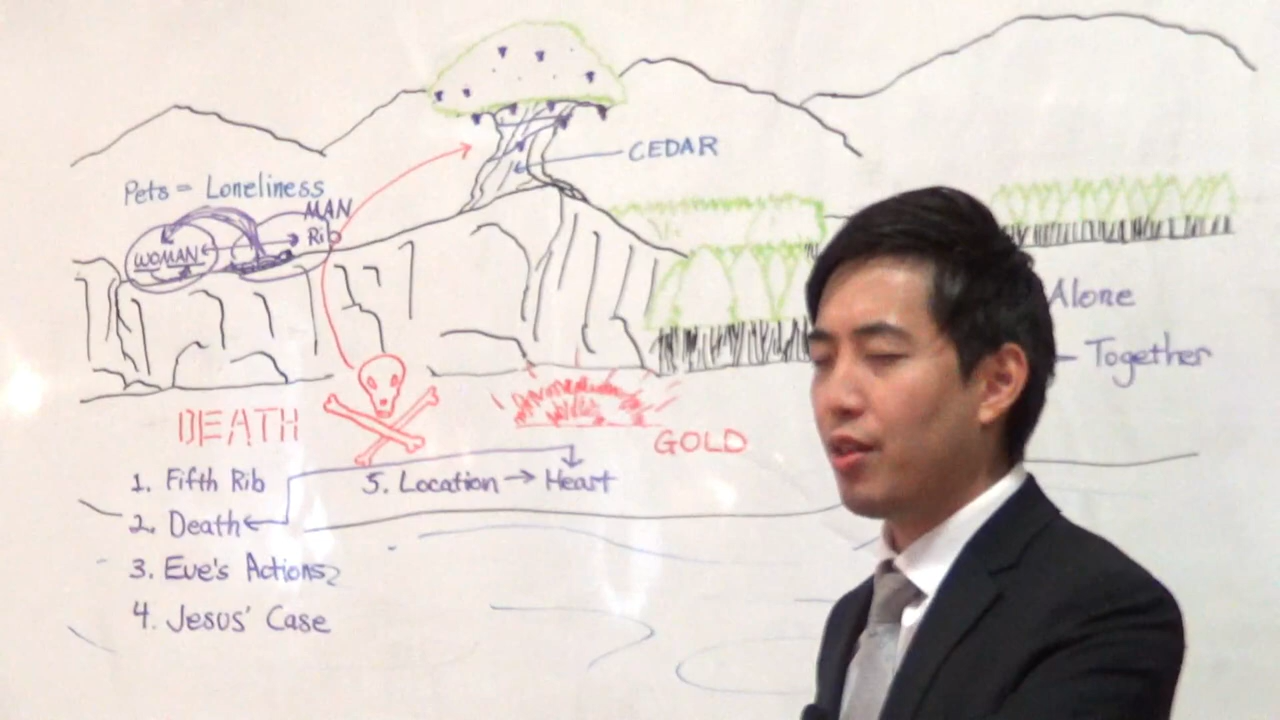 CEDAR
Pets = Loneliness
MAN
Rib
WOMAN
Alone
- Together
DEATH
GOLD
1. Fifth Rib
5. Location → Heart
2. Death
3. Eve's Actions
4. Jesus' Case